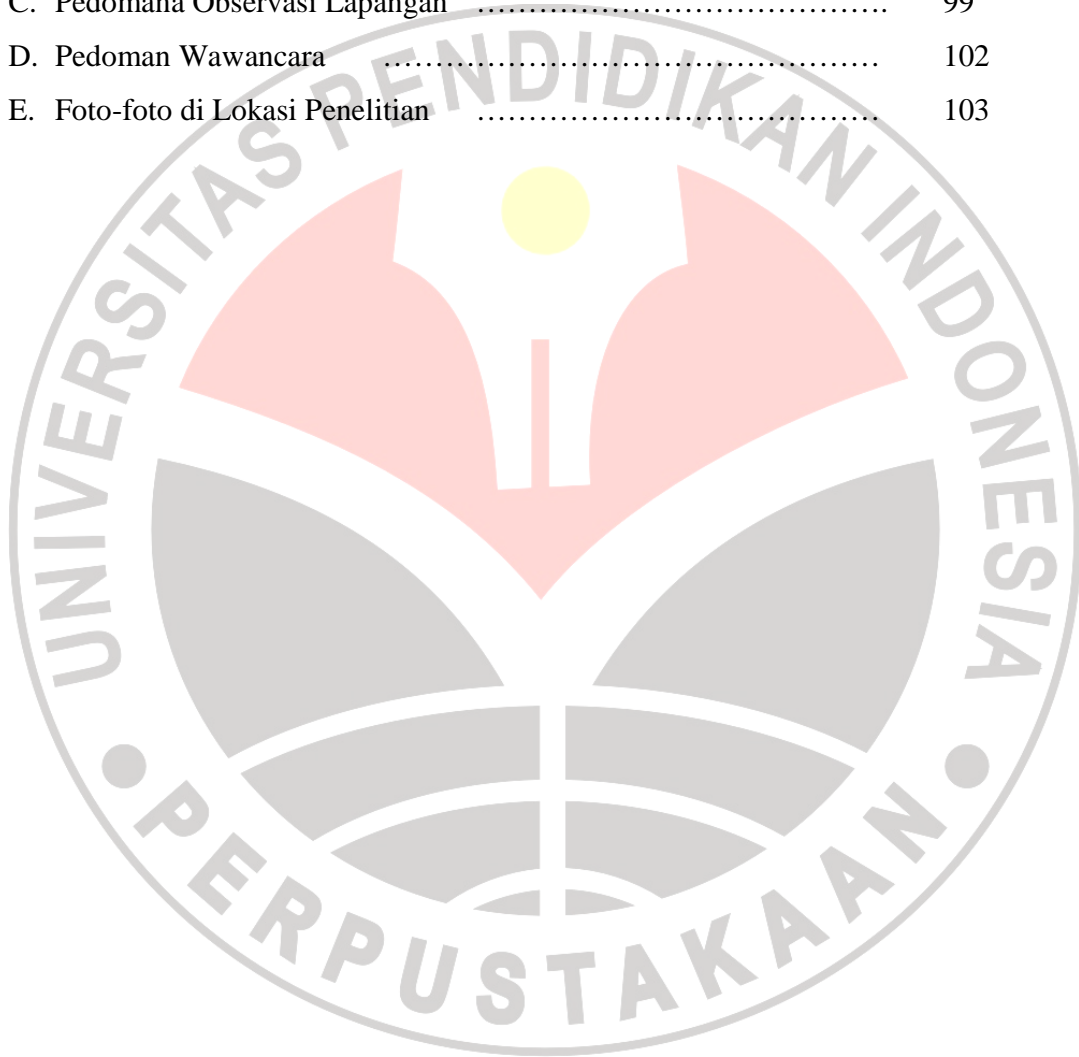 C. Pedomana Observasi Lapangan ………………………………………. 99
D. Pedoman Wawancara ……………………………………………… 102
E. Foto-foto di Lokasi Penelitian ………………………………… 103
UNIVERSITAS PENDIDIKAN INDONESIA
PERPUSTAKAAN